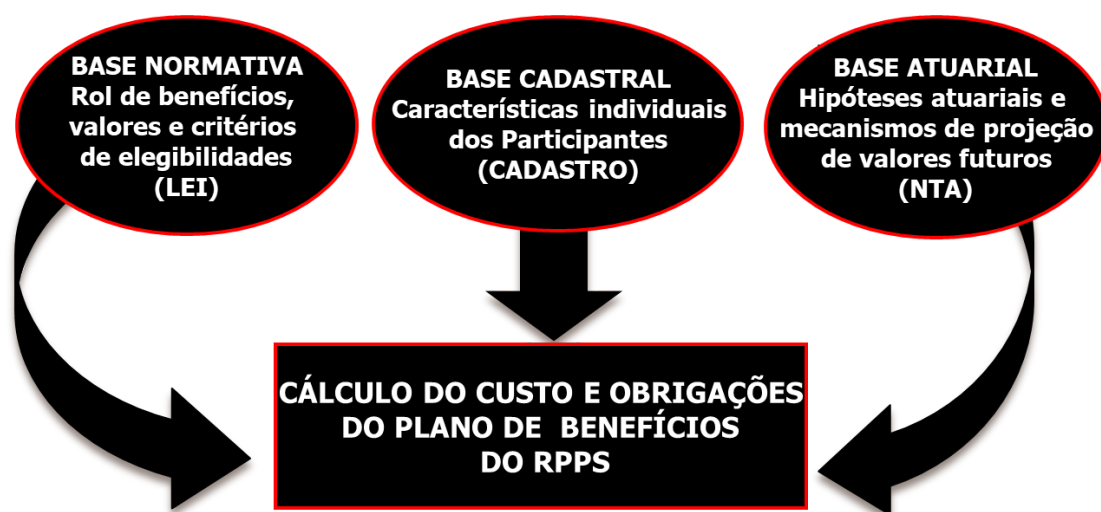 BASE NORMATIVA
Rol de benefícios,
valores e critérios
de elegibilidades
(LEI)
BASE CADASTRAL
Características individuais
dos Participantes
(CADASTRO)
BASE ATUARIAL
Hipóteses atuariais e
mecanismos de projeção
de valores futuros
(NTA)
CÁLCULO DO CUSTO E OBRIGAÇÕES
DO PLANO DE BENEFÍCIOS
DO RPPS